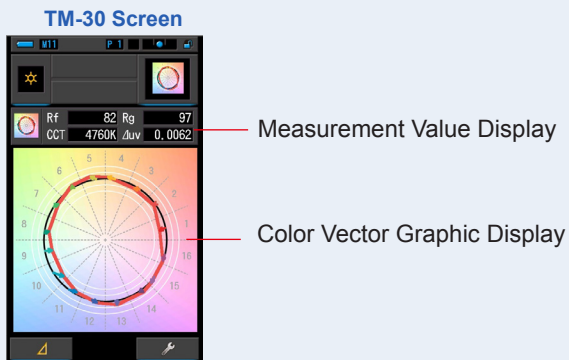 TM-30 Screen
M11 P 1
Rf 82 Rg 97
CCT 4760K ⊿uv 0.0062
Measurement Value Display
5 4
6 3
7 2
8 1
Color Vector Graphic Display
9 16
10 15
11 14
12 13